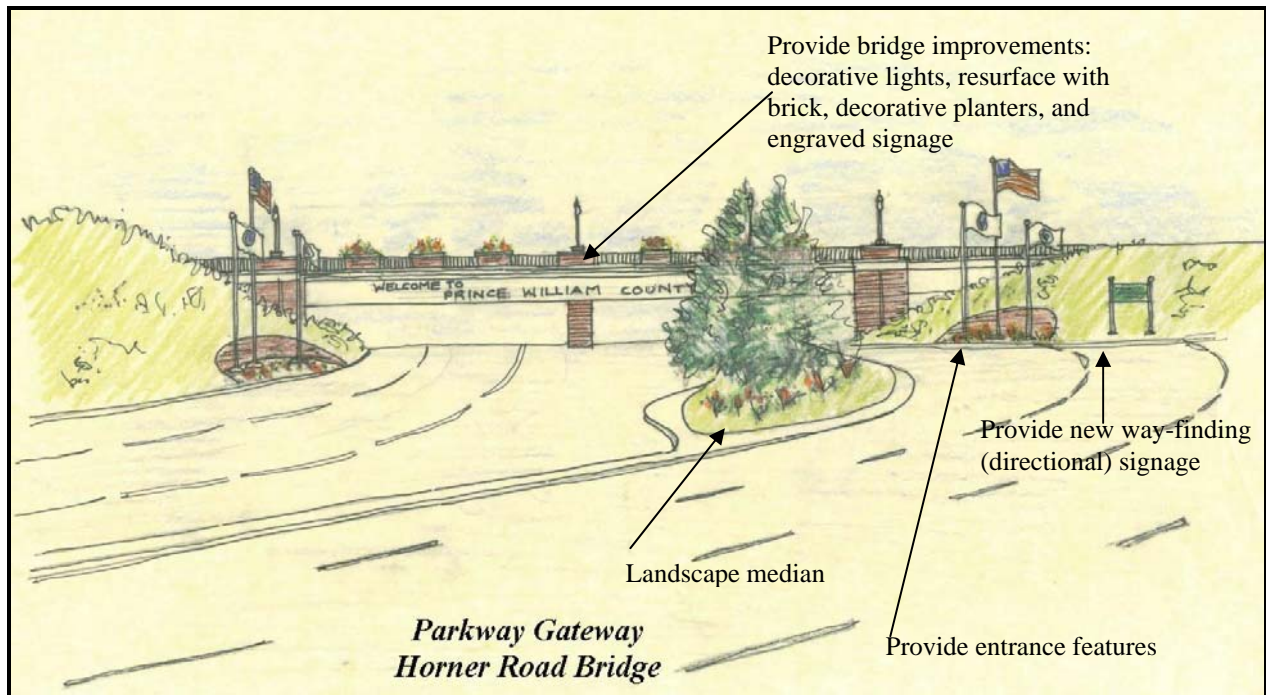 Provide bridge improvements:
decorative lights, resurface with
brick, decorative planters, and
engraved signage
WELCOME TO
PRINCE WILLIAM COUNTY
Provide new way-finding
(directional) signage
Landscape median
Parkway Gateway
Horner Road Bridge
Provide entrance features